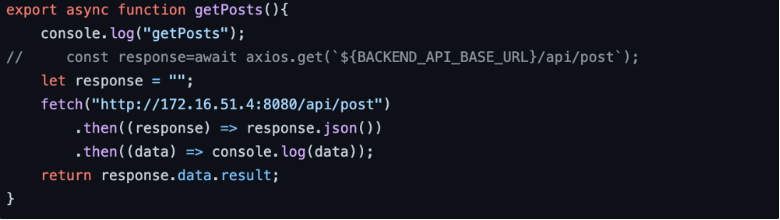 export async function getPosts(){
    console.log("getPosts");
//     const response=await axios.get(`${BACKEND_API_BASE_URL}/api/post`);
    let response = "";
    fetch("http://172.16.51.4:8080/api/post")
        .then((response) => response.json())
        .then((data) => console.log(data));
    return response.data.result;
}